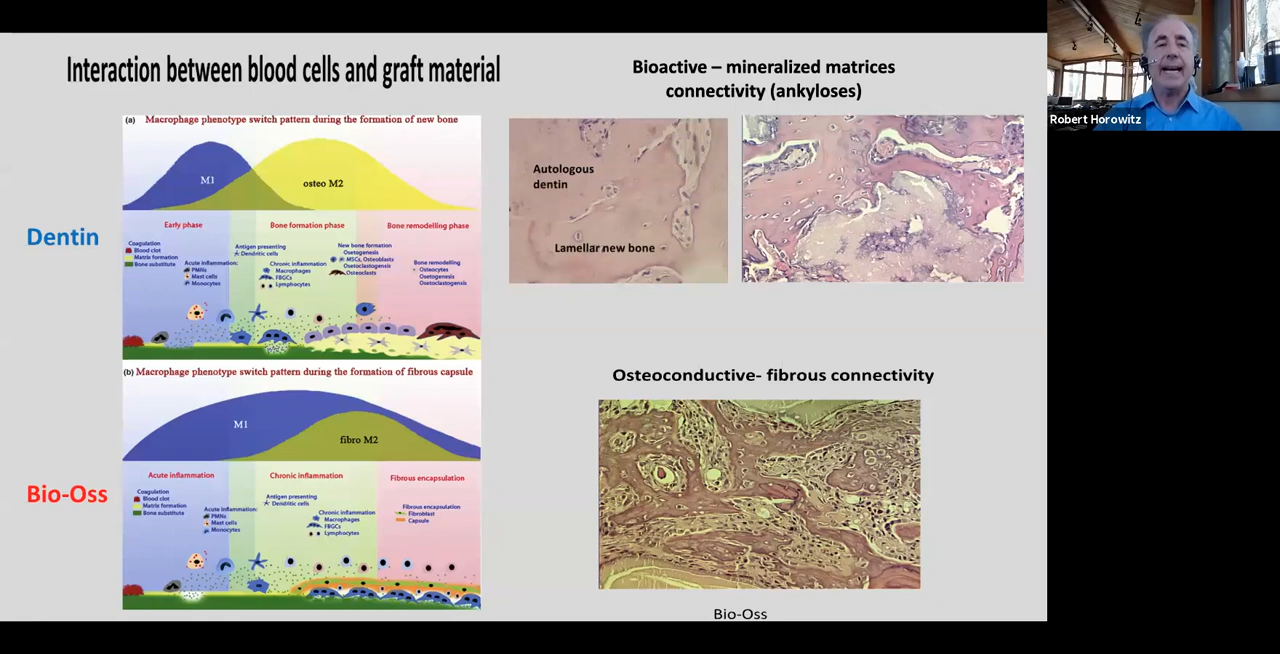 Interaction between blood cells and graft material
Bioactive – mineralized matrices
connectivity (ankyloses)
Robert Horowitz
(a) Macrophage phenotype switch pattern during the formation of new bone
M1
osteo M2
Dentin
Early phase
Bone formation phase
Bone remodelling phase
Coagulation
Blood clot
Matrix formation
Bone substitute
Acute inflammation:
PMNs
Mast cells
Monocytes
Antigen presenting
Dendritic cells
Chronic inflammation
Macrophages
FBGCs
Lymphocytes
New bone formation
Osetogenesis
MSCs, Osteoblasts
Osetoclastogensis
Osteoclasts
Bone remodelling
Osteocytes
Osetogenesis
Osetoclastogensis
Autologous
dentin
Lamellar new bone
(b) Macrophage phenotype switch pattern during the formation of fibrous capsule
M1
fibro M2
Bio-Oss
Acute inflammation
Chronic inflammation
Fibrous encapsulation
Coagulation
Blood clot
Matrix formation
Bone substitute
Acute inflammation:
PMNs
Mast cells
Monocytes
Antigen presenting
Dendritic cells
Chronic inflammation
Macrophages
FBGCs
Lymphocytes
Fibrous encapsulation
Fibroblast
Capsule
Osteoconductive- fibrous connectivity
Bio-Oss